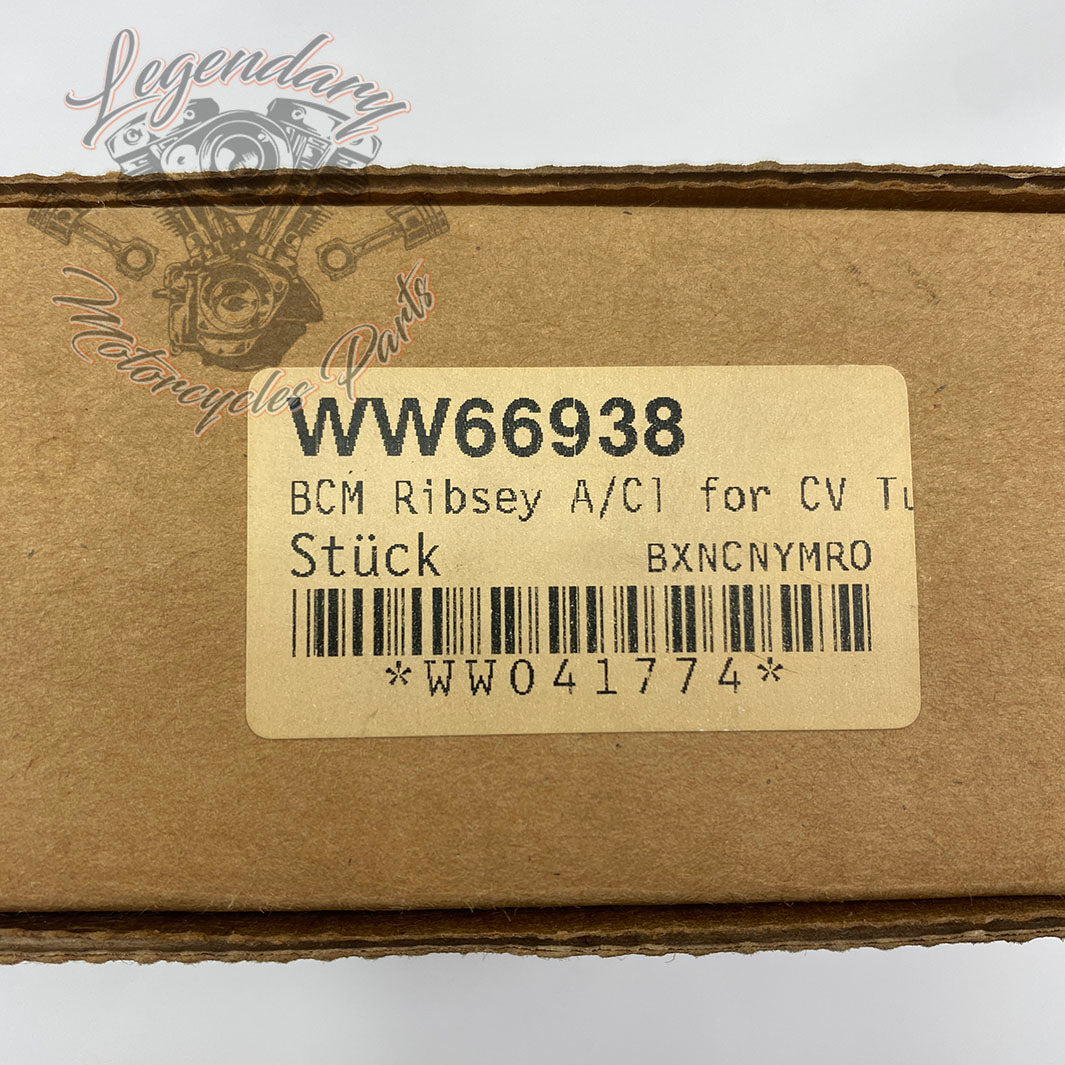 Legendary
Motorcycles Parts
WW66938
BCM Ribsey A/Cl for CV Tu
Stück BXNCNYMRO
*WW041774*